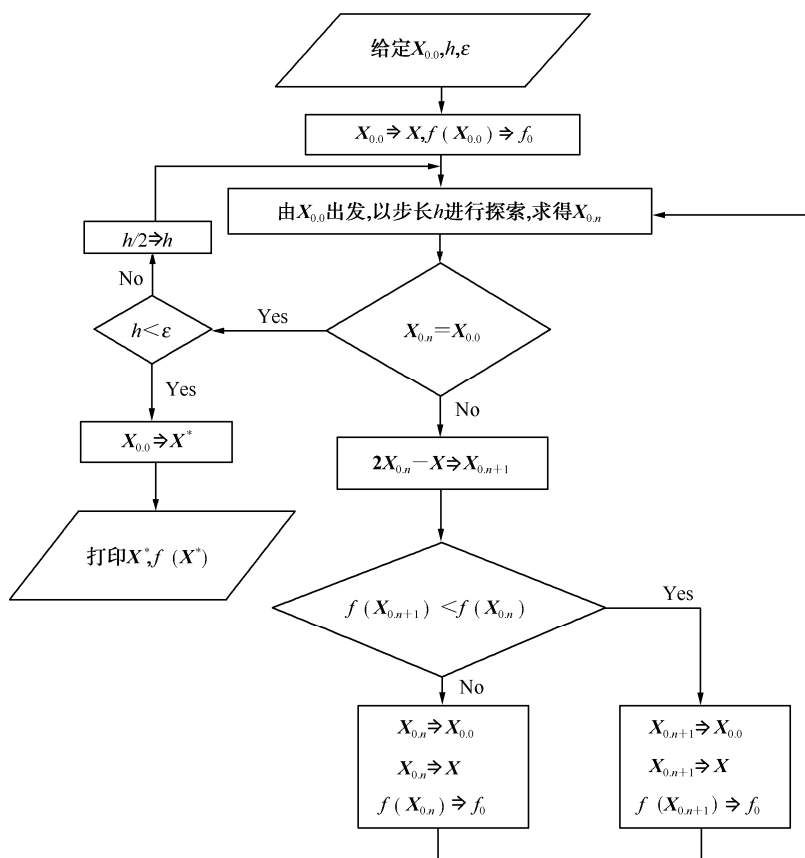 给定X₀.₀,h,ε
X₀.₀⇒X,f(X₀.₀)⇒f₀
由X₀.₀出发,以步长h进行探索,求得X₀.ₙ
h/2⇒h
No
h<ε
Yes
X₀.ₙ=X₀.₀
Yes
No
X₀.₀⇒X*
2X₀.ₙ-X⇒X₀.ₙ₊₁
打印X*,f(X*)
f(X₀.ₙ₊₁)<f(X₀.ₙ)
Yes
No
X₀.ₙ⇒X₀.₀
X₀.ₙ⇒X
f(X₀.ₙ)⇒f₀
X₀.ₙ₊₁⇒X₀.₀
X₀.ₙ₊₁⇒X
f(X₀.ₙ₊₁)⇒f₀